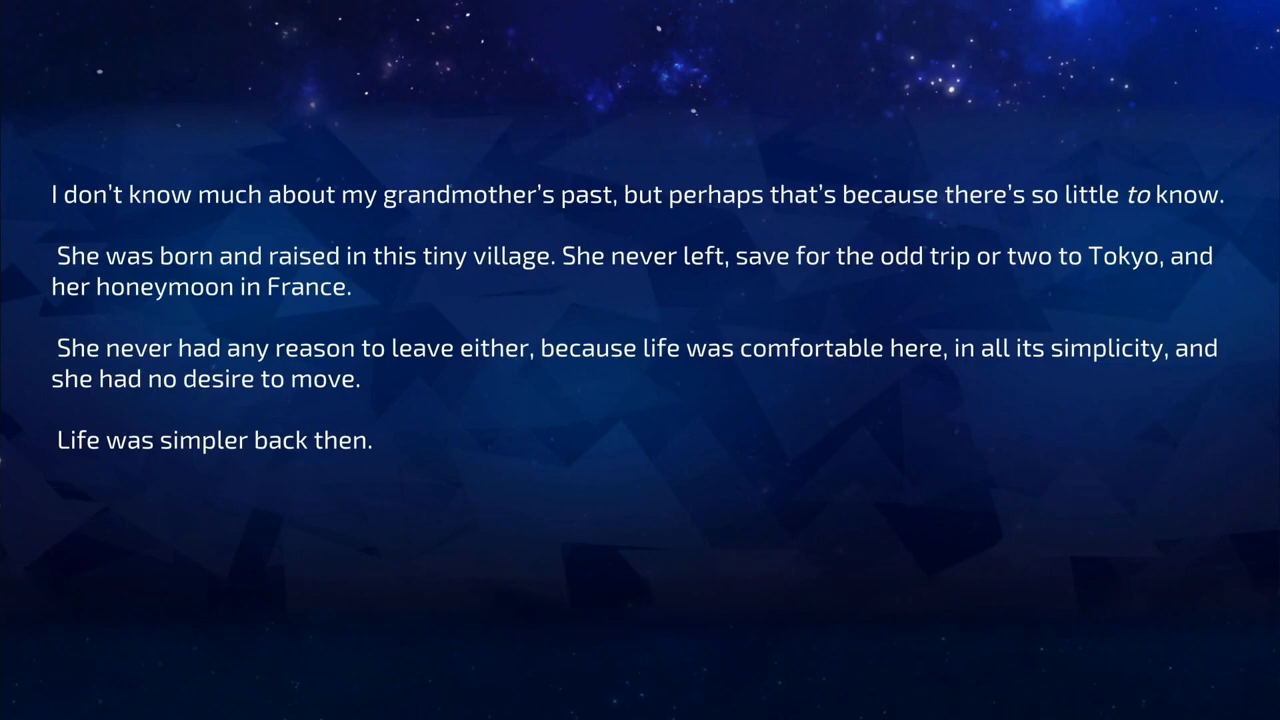 I don’t know much about my grandmother’s past, but perhaps that’s because there’s so little to know.
She was born and raised in this tiny village. She never left, save for the odd trip or two to Tokyo, and
her honeymoon in France.
She never had any reason to leave either, because life was comfortable here, in all its simplicity, and
she had no desire to move.
Life was simpler back then.